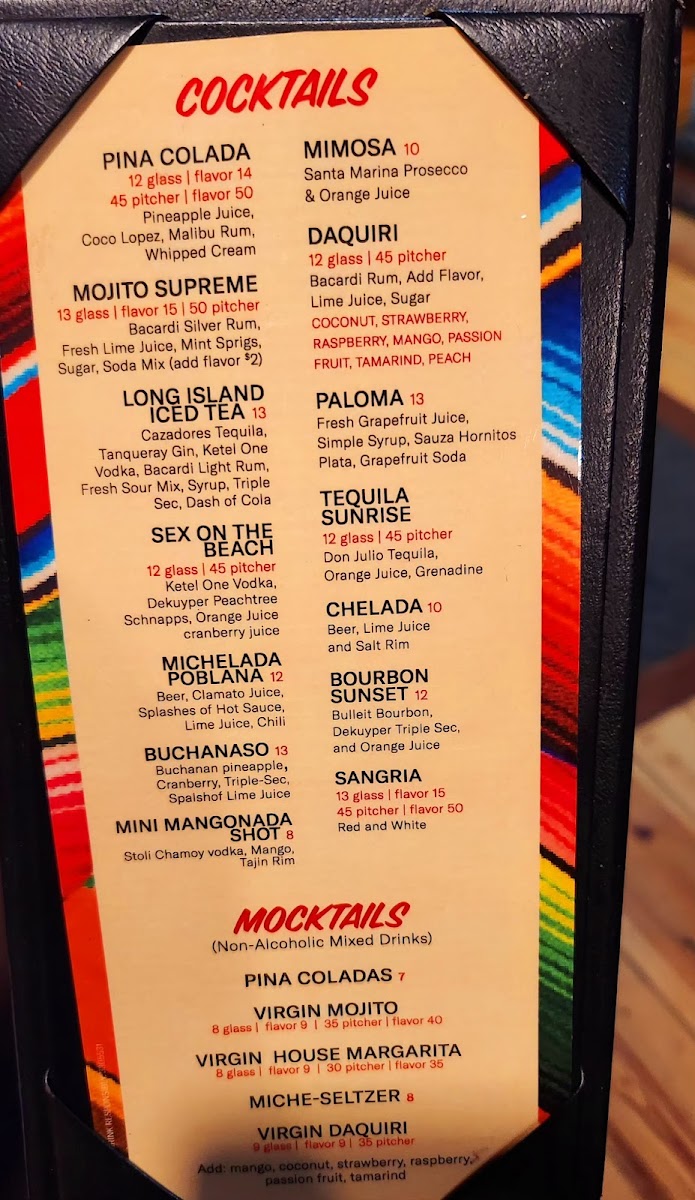 COCKTAILS
PINA COLADA
12 glass | flavor 14
45 pitcher | flavor 50
Pineapple Juice,
Coco Lopez, Malibu Rum,
Whipped Cream
MOJITO SUPREME
13 glass | flavor 15 | 50 pitcher
Bacardi Silver Rum,
Fresh Lime Juice, Mint Sprigs,
Sugar, Soda Mix (add flavor $2)
LONG ISLAND
ICED TEA 13
Cazadores Tequila,
Tanqueray Gin, Ketel One
Vodka, Bacardi Light Rum,
Fresh Sour Mix, Syrup, Triple
Sec, Dash of Cola
SEX ON THE
BEACH
12 glass | 45 pitcher
Ketel One Vodka,
Dekuyper Peachtree
Schnapps, Orange Juice
cranberry juice
MICHELADA
POBLANA 12
Beer, Clamato Juice,
Splashes of Hot Sauce,
Lime Juice, Chili
BUCHANASO 13
Buchanan pineapple,
Cranberry, Triple-Sec,
Spalshof Lime Juice
MINI MANGONADA
SHOT 8
Stoli Chamoy vodka, Mango,
Tajin Rim
MIMOSA 10
Santa Marina Prosecco
& Orange Juice
DAQUIRI
12 glass | 45 pitcher
Bacardi Rum, Add Flavor,
Lime Juice, Sugar
COCONUT, STRAWBERRY,
RASPBERRY, MANGO, PASSION
FRUIT, TAMARIND, PEACH
PALOMA 13
Fresh Grapefruit Juice,
Simple Syrup, Sauza Hornitos
Plata, Grapefruit Soda
TEQUILA
SUNRISE
12 glass | 45 pitcher
Don Julio Tequila,
Orange Juice, Grenadine
CHELADA 10
Beer, Lime Juice
and Salt Rim
BOURBON
SUNSET 12
Bulleit Bourbon,
Dekuyper Triple Sec,
and Orange Juice
SANGRIA
13 glass | flavor 15
45 pitcher | flavor 50
Red and White
MOCKTAILS
(Non-Alcoholic Mixed Drinks)
PINA COLADAS 7
VIRGIN MOJITO
8 glass | flavor 9 | 35 pitcher | flavor 40
VIRGIN HOUSE MARGARITA
8 glass | flavor 9 | 30 pitcher | flavor 35
MICHE-SELTZER 8
VIRGIN DAQUIRI
9 glass | flavor 9 | 35 pitcher
Add: mango, coconut, strawberry, raspberry,
passion fruit, tamarind